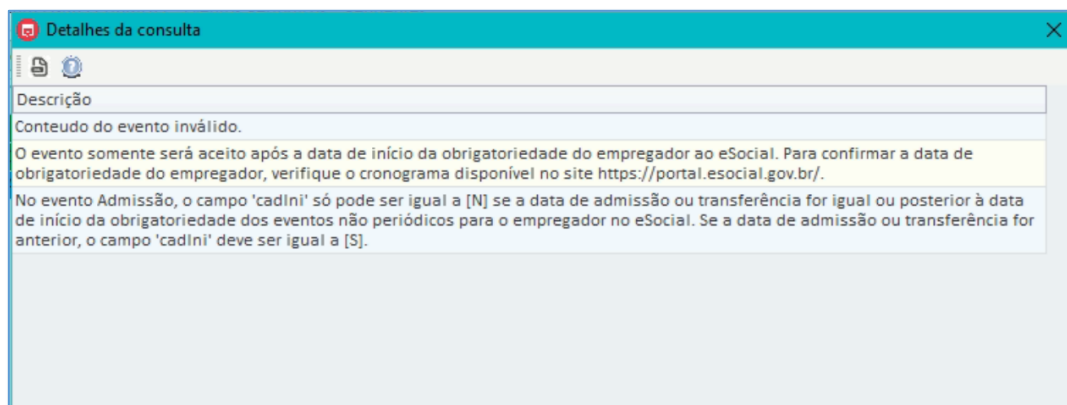 Detalhes da consulta
Descrição
Conteudo do evento inválido.
O evento somente será aceito após a data de início da obrigatoriedade do empregador ao eSocial. Para confirmar a data de
obrigatoriedade do empregador, verifique o cronograma disponível no site https://portal.esocial.gov.br/.
No evento Admissão, o campo 'cadIni' só pode ser igual a [N] se a data de admissão ou transferência for igual ou posterior à data
de início da obrigatoriedade dos eventos não periódicos para o empregador no eSocial. Se a data de admissão ou transferência for
anterior, o campo 'cadIni' deve ser igual a [S].